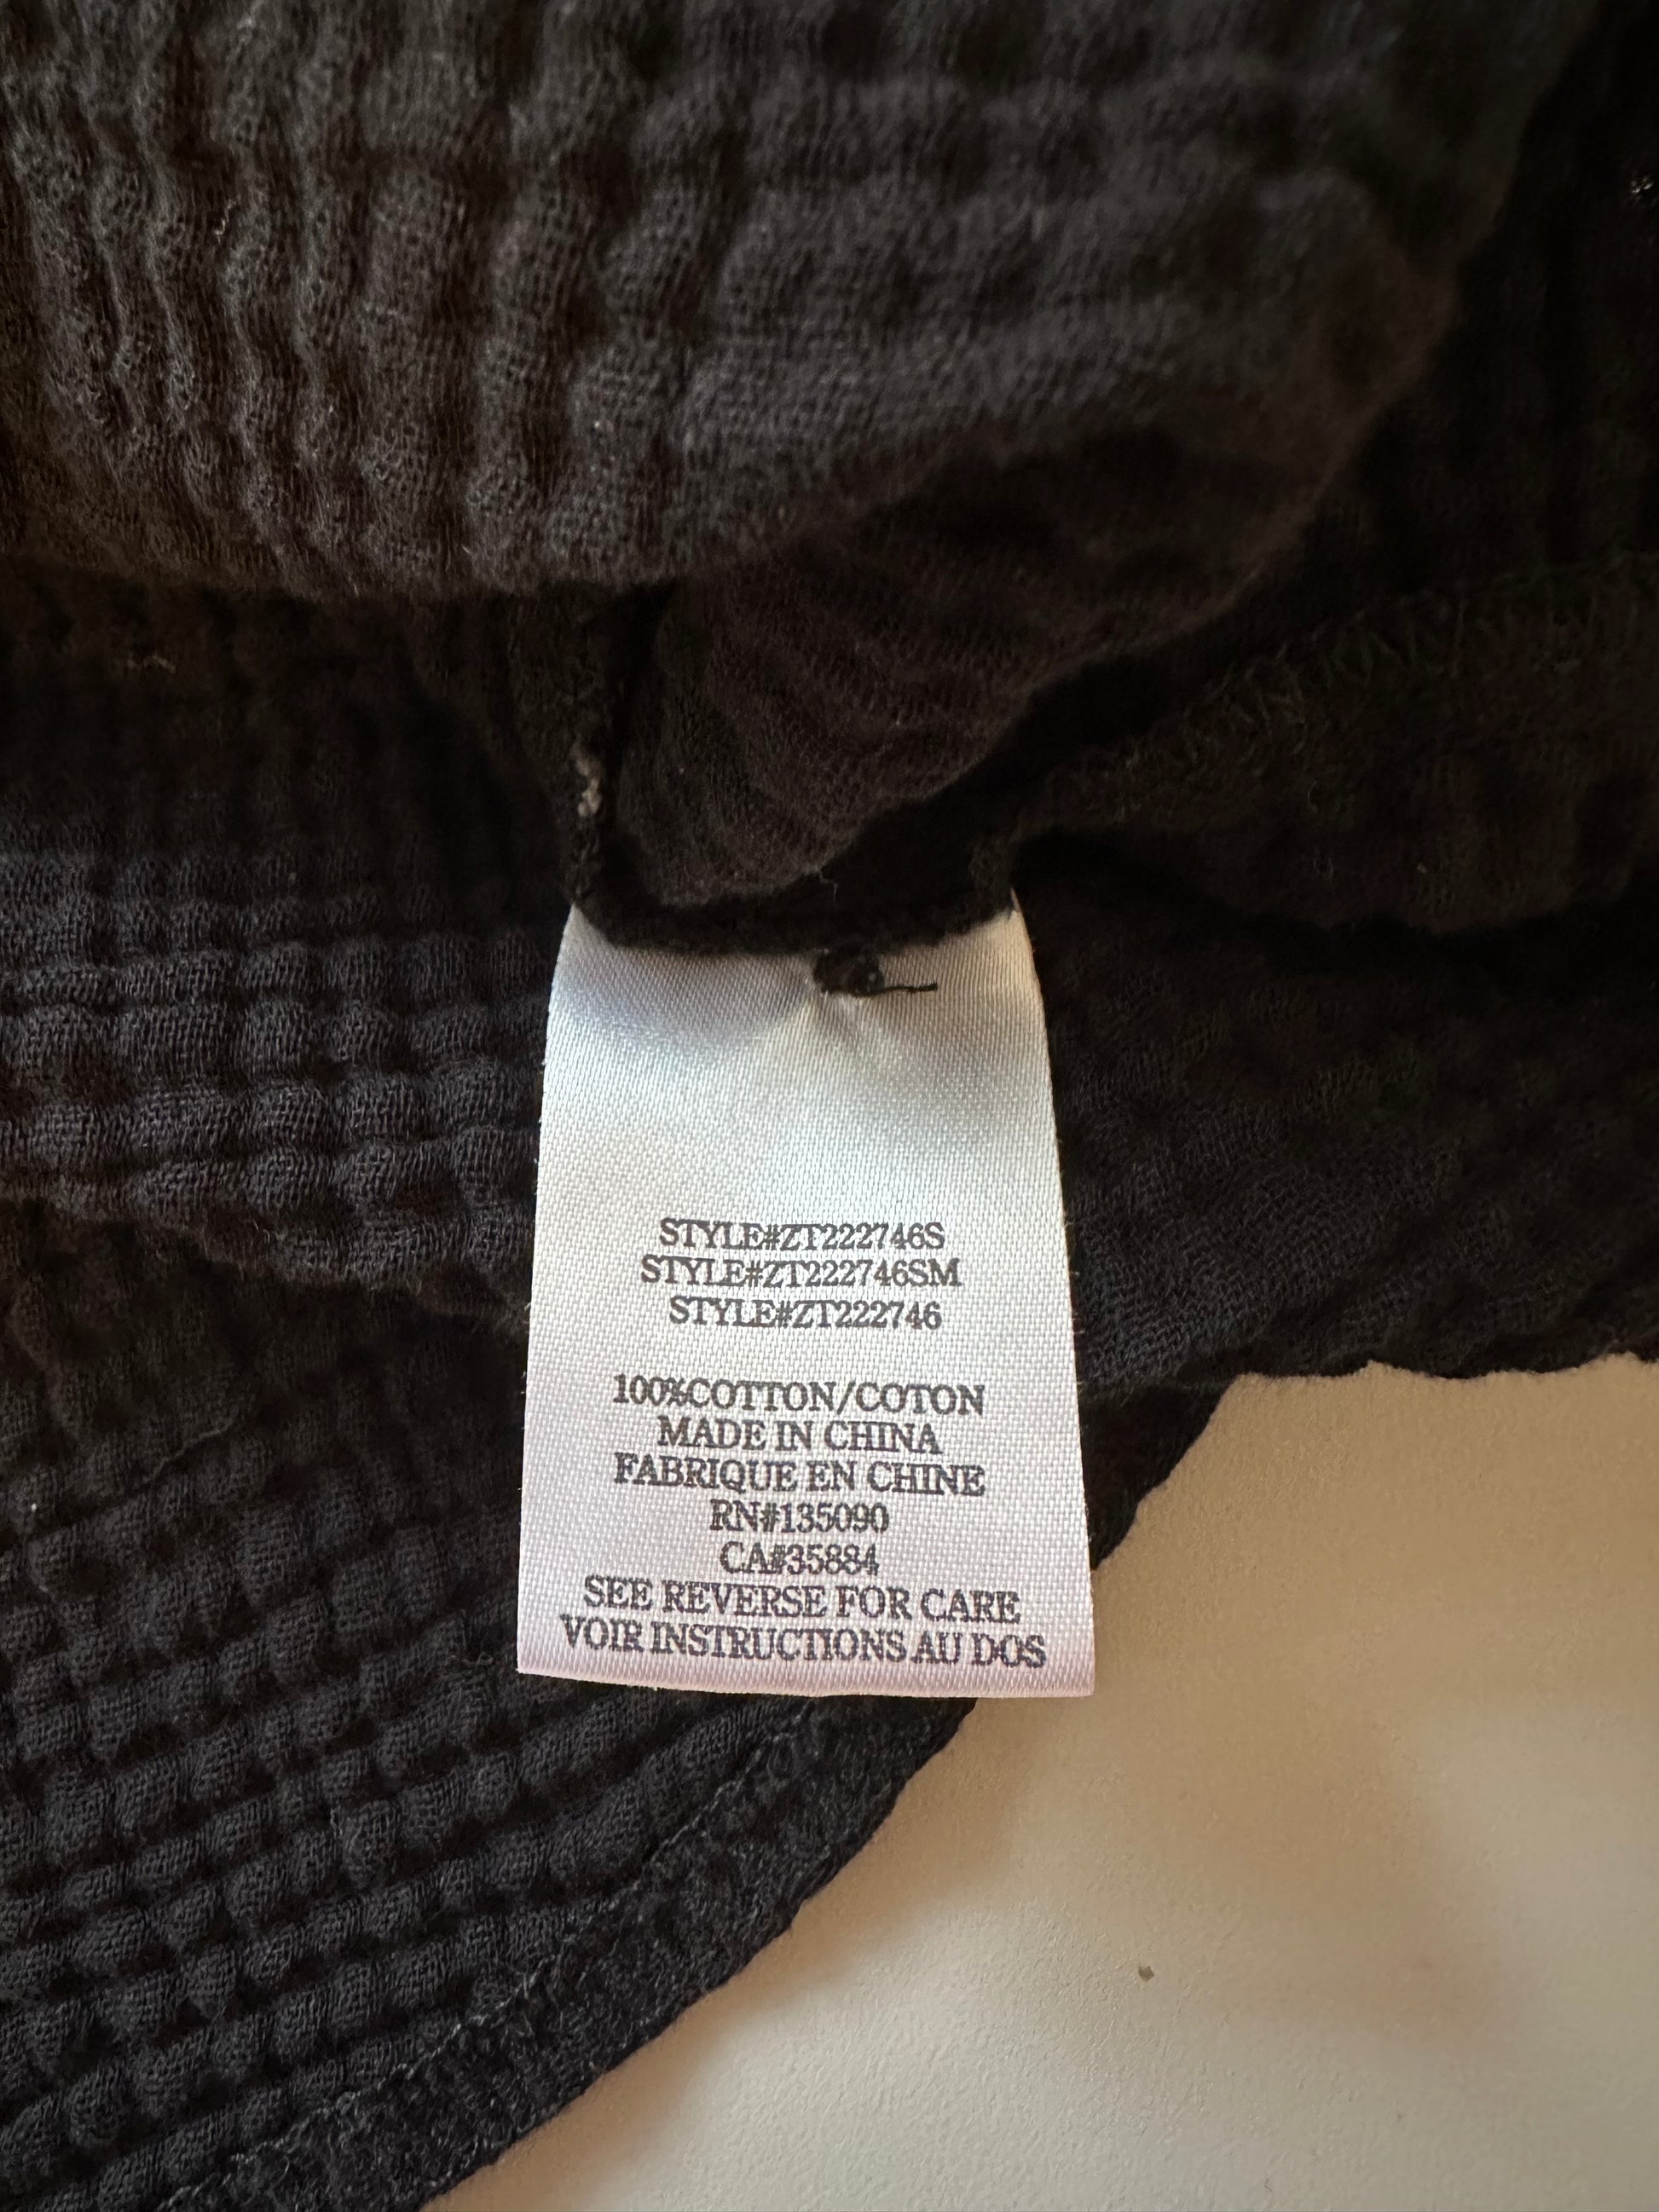 STYLE#ZT222746S
STYLE#ZT222746SM
STYLE#ZT222746
100%COTTON/COTON
MADE IN CHINA
FABRIQUE EN CHINE
RN#135090
CA#35884
SEE REVERSE FOR CARE
VOIR INSTRUCTIONS AU DOS